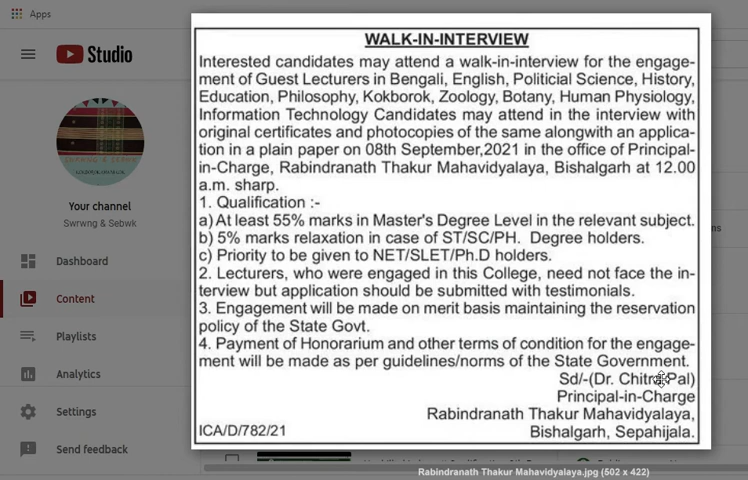 Apps
Studio
WALK-IN-INTERVIEW
Interested candidates may attend a walk-in-interview for the engage-
ment of Guest Lecturers in Bengali, English, Politicial Science, History,
Education, Philosophy, Kokborok, Zoology, Botany, Human Physiology,
Information Technology Candidates may attend in the interview with
original certificates and photocopies of the same alongwith an applica-
tion in a plain paper on 08th September,2021 in the office of Principal-
in-Charge, Rabindranath Thakur Mahavidyalaya, Bishalgarh at 12.00
a.m. sharp.
1. Qualification :-
a) At least 55% marks in Master's Degree Level in the relevant subject.
b) 5% marks relaxation in case of ST/SC/PH. Degree holders.
c) Priority to be given to NET/SLET/Ph.D holders.
2. Lecturers, who were engaged in this College, need not face the in-
terview but application should be submitted with testimonials.
3. Engagement will be made on merit basis maintaining the reservation
policy of the State Govt.
4. Payment of Honorarium and other terms of condition for the engage-
ment will be made as per guidelines/norms of the State Government.
Sd/-(Dr. Chitra Pal)
Principal-in-Charge
Rabindranath Thakur Mahavidyalaya,
ICA/D/782/21
Bishalgarh, Sepahijala.
SWRWNG & SEBWK
Your channel
Swrwng & Sebwk
Dashboard
Content
Playlists
Analytics
Settings
Send feedback
Rabindranath Thakur Mahavidyalaya.jpg (502 x 422)